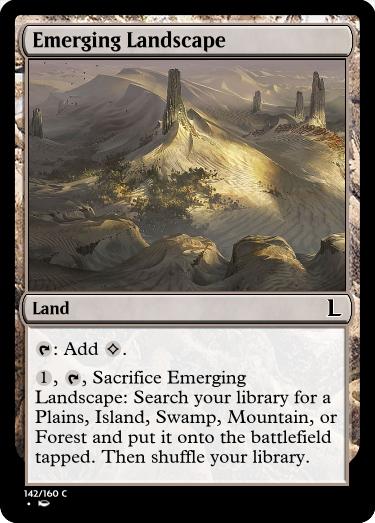 Emerging Landscape
Land
L
: Add .
1, , Sacrifice Emerging
Landscape: Search your library for a
Plains, Island, Swamp, Mountain, or
Forest and put it onto the battlefield
tapped. Then shuffle your library.
142/160 C